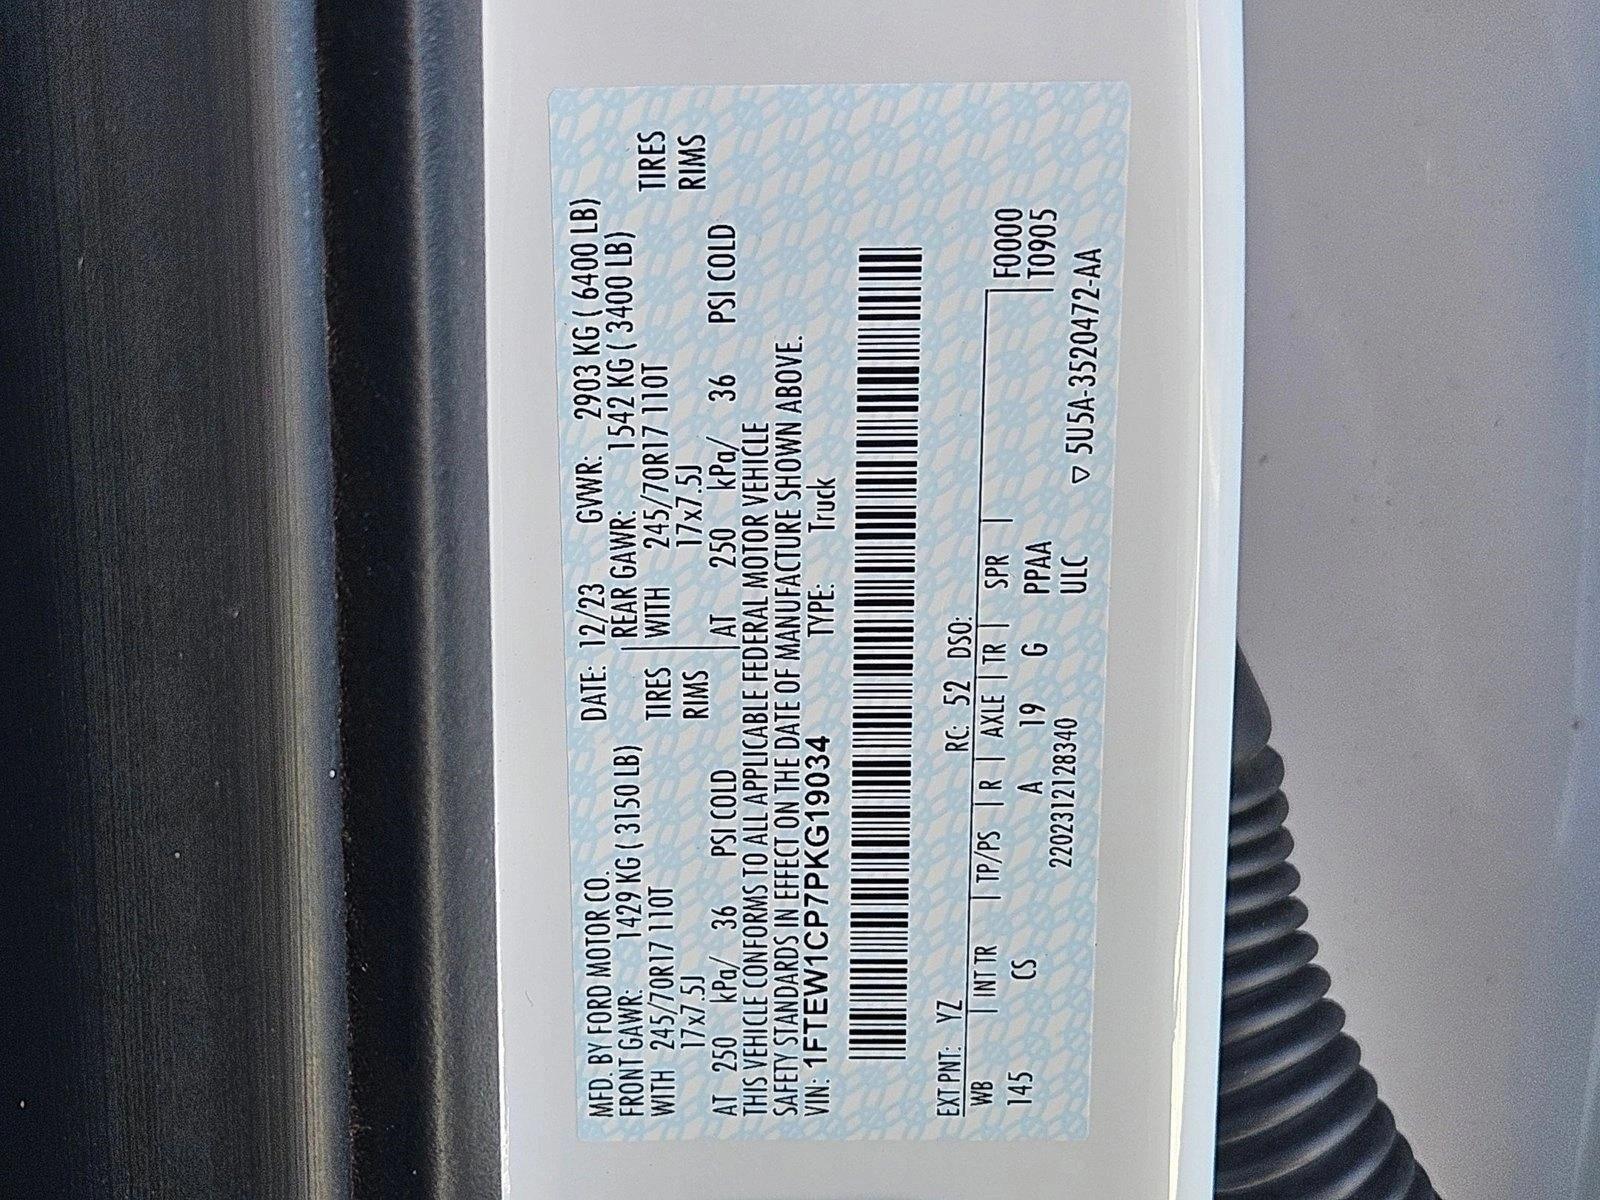 MFD. BY FORD MOTOR CO. DATE: 12/23 GVWR: 2903 KG ( 6400 LB)
FRONT GAWR: 1429 KG ( 3150 LB) REAR GAWR: 1542 KG ( 3400 LB)
WITH 245/70R17 110T TIRES WITH 245/70R17 110T TIRES
17x7.5J RIMS 17x7.5J RIMS
AT 250 kPa/ 36 PSI COLD AT 250 kPa/ 36 PSI COLD
THIS VEHICLE CONFORMS TO ALL APPLICABLE FEDERAL MOTOR VEHICLE
SAFETY STANDARDS IN EFFECT ON THE DATE OF MANUFACTURE SHOWN ABOVE.
VIN: 1FTEW1CP7PKG19034 TYPE: Truck
EXT PNT: YZ RC: 52 DSO:
WB | INT TR | TP/PS | R | AXLE | TR | SPR | F0000
145 CS A 19 G PPAA T0905
2202312128340 ULC ▽ 5U5A-3520472-AA